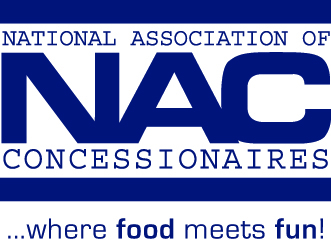 NATIONAL ASSOCIATION OF
NAC
CONCESSIONAIRES
...where food meets fun!